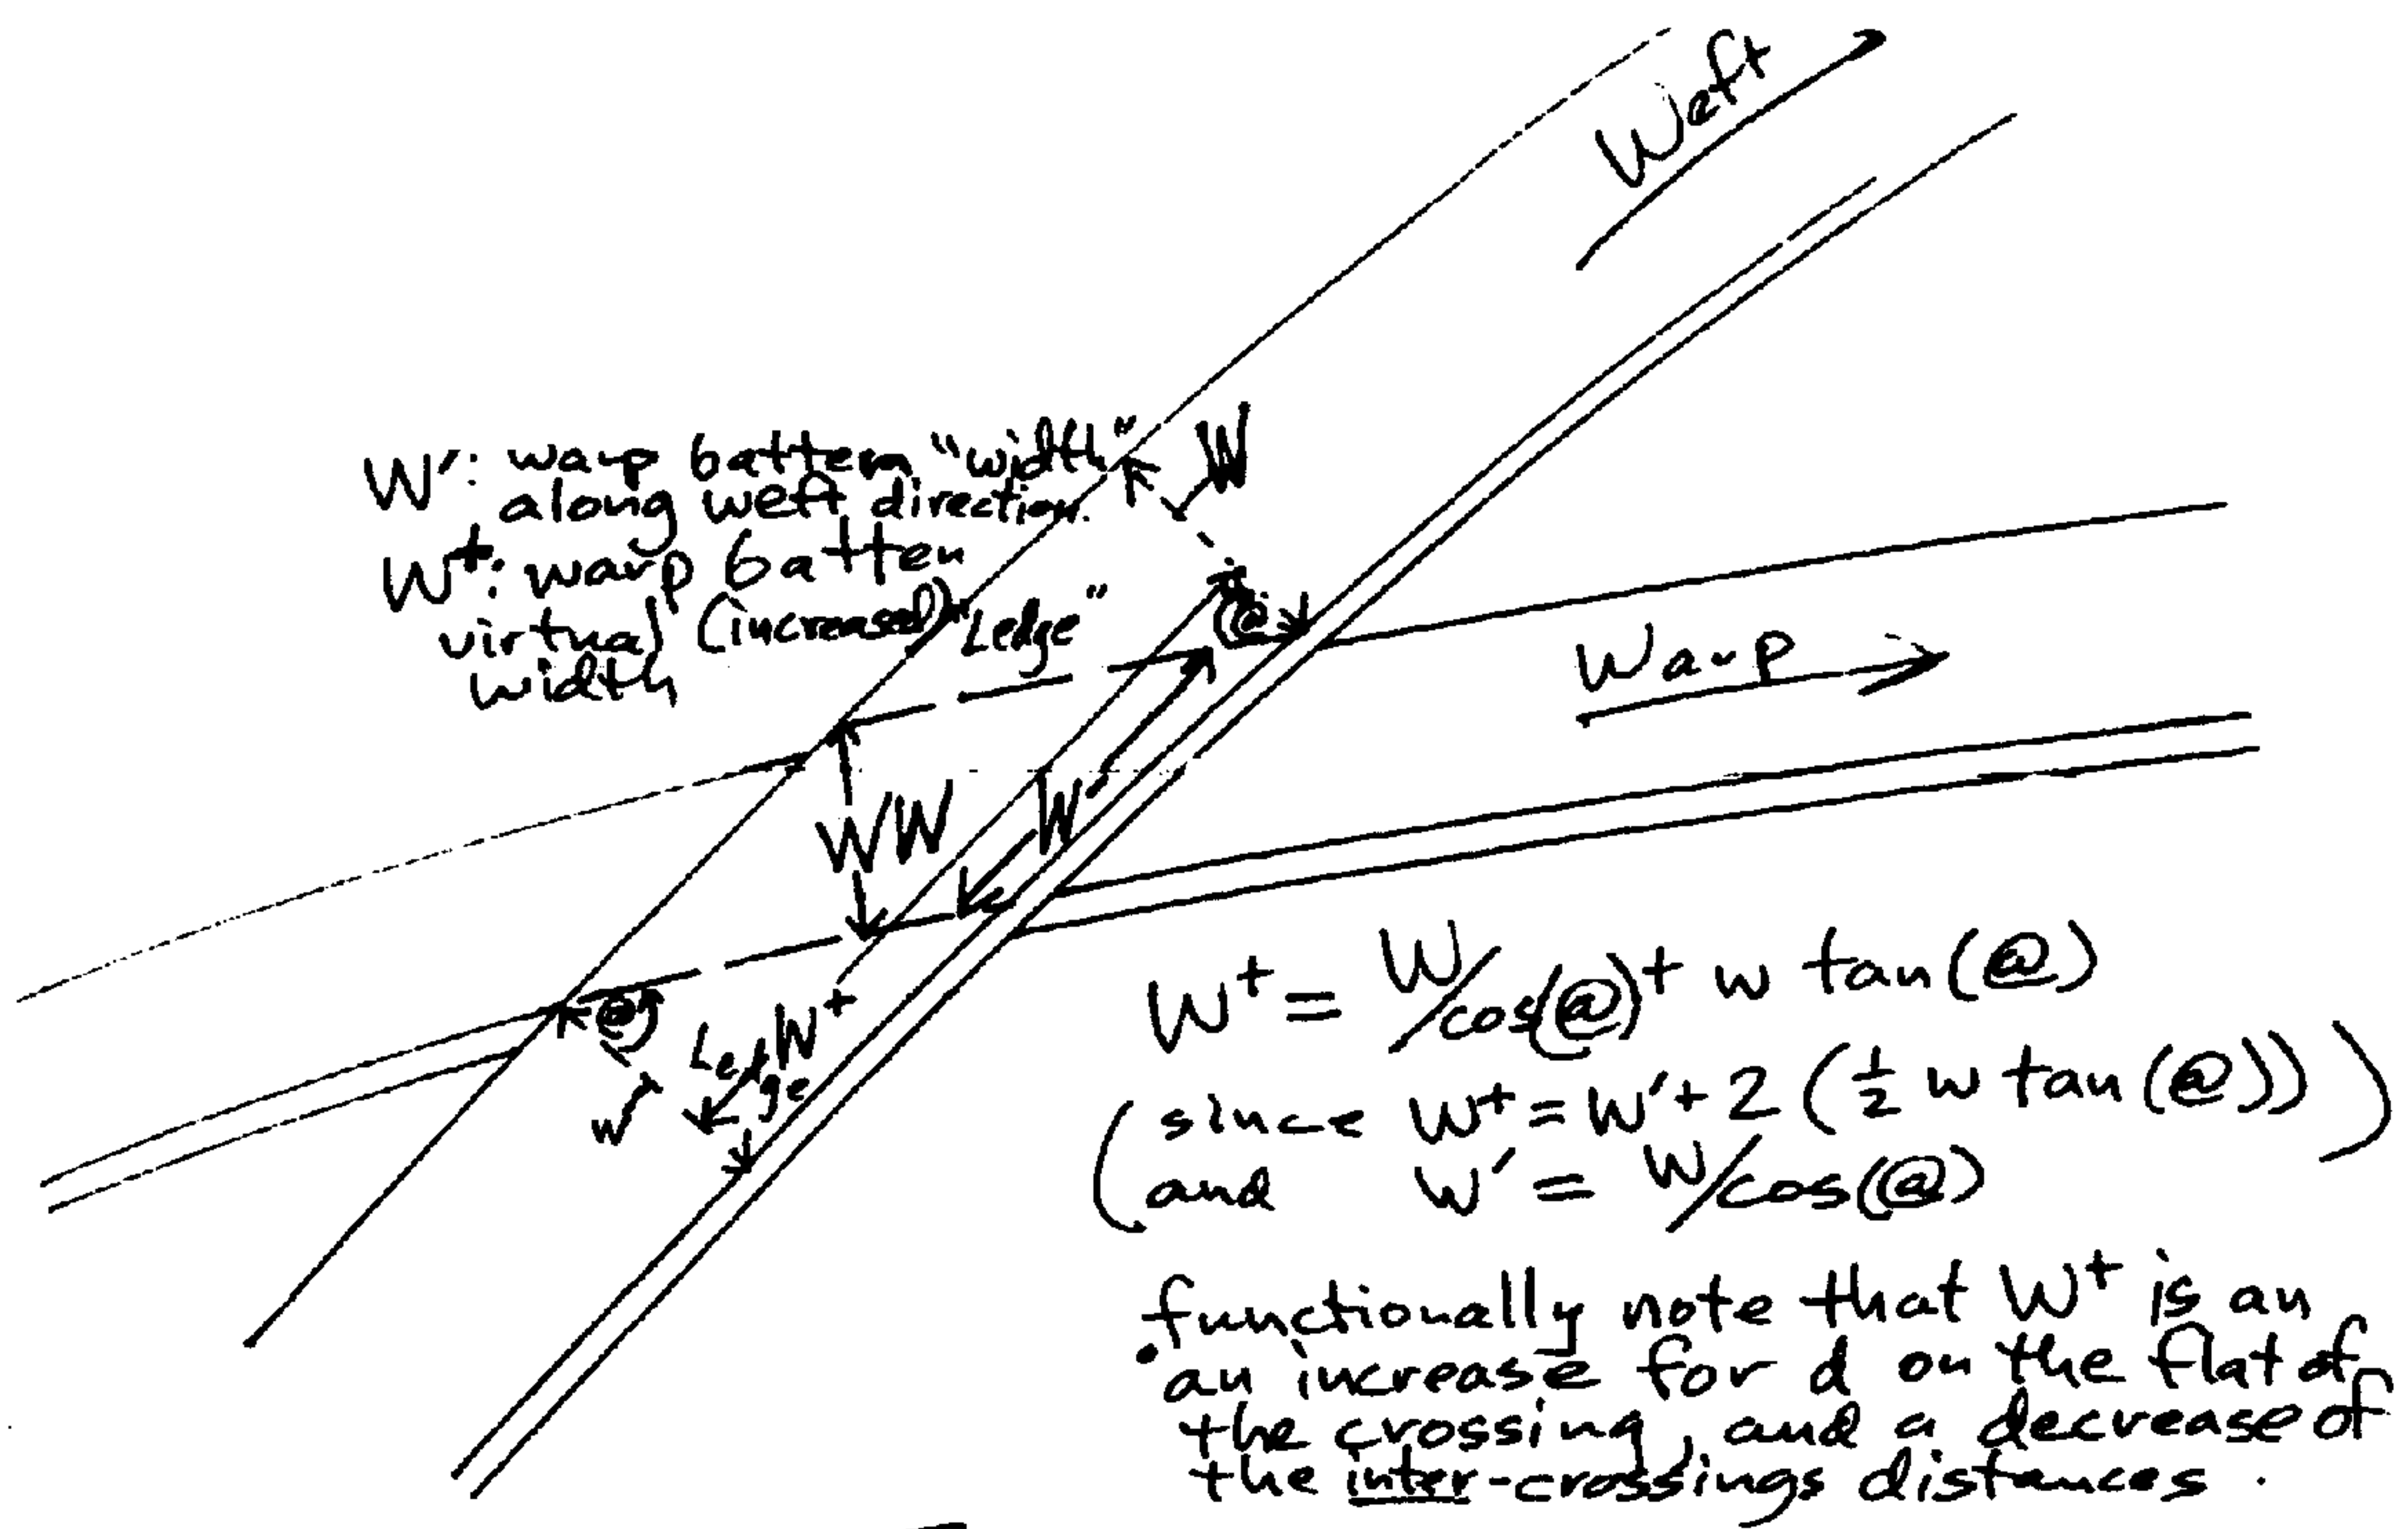 Weft
W': warp battem "width"
along weft direction.
W⁺: warp batten
virtual (increased)
width
W
"Ledge"
(@
Warp
WW
W'
@
Ledge
W⁺
w
W⁺ = W/cos(@) + w tan(@)
(since W⁺ = W' + 2 (½ w tan(@)))
(and W' = W/cos(@)
functionally note that W⁺ is an
• an increase for d on the flat of
the crossing, and a decrease of
the inter-crossings distances.